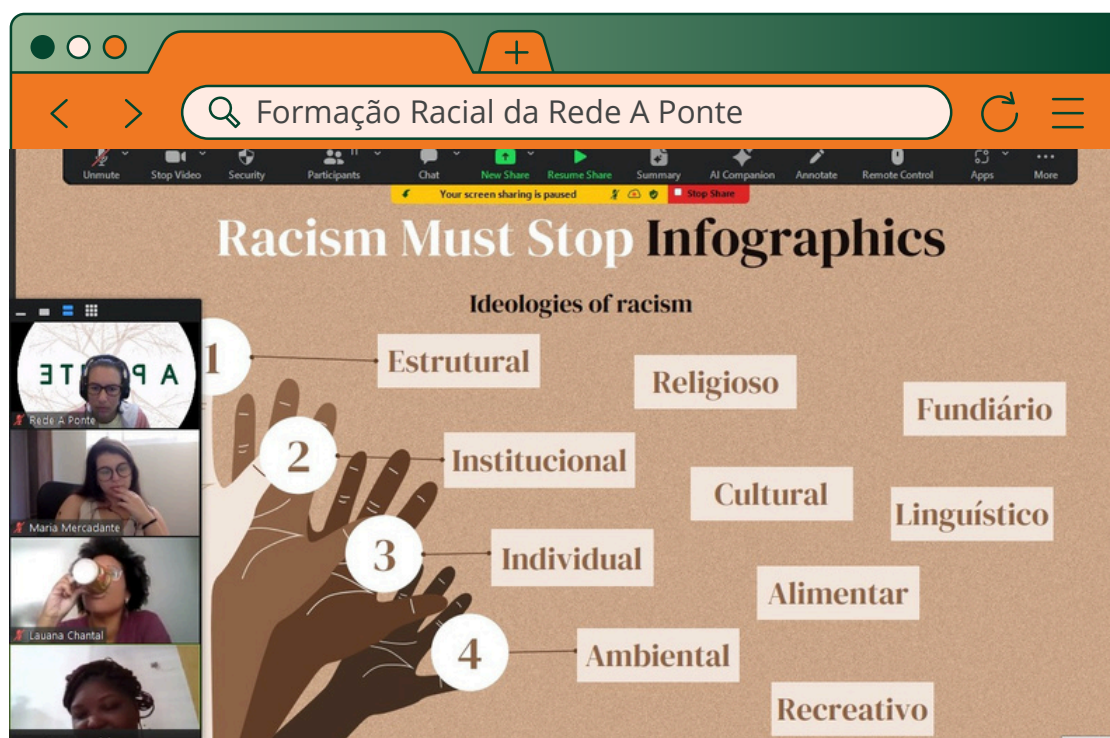 Formação Racial da Rede A Ponte
Unmute
Stop Video
Security
Participants
11
Chat
New Share
Resume Share
Summary
AI Companion
Annotate
Remote Control
Apps
More
Your screen sharing is paused
Stop Share
Racism Must Stop Infographics
Ideologies of racism
1
Estrutural
Religioso
Fundiário
2
Institucional
Cultural
Linguístico
3
Individual
Alimentar
4
Ambiental
Recreativo
Rede A Ponte
Maria Mercadante
Lauana Chantal